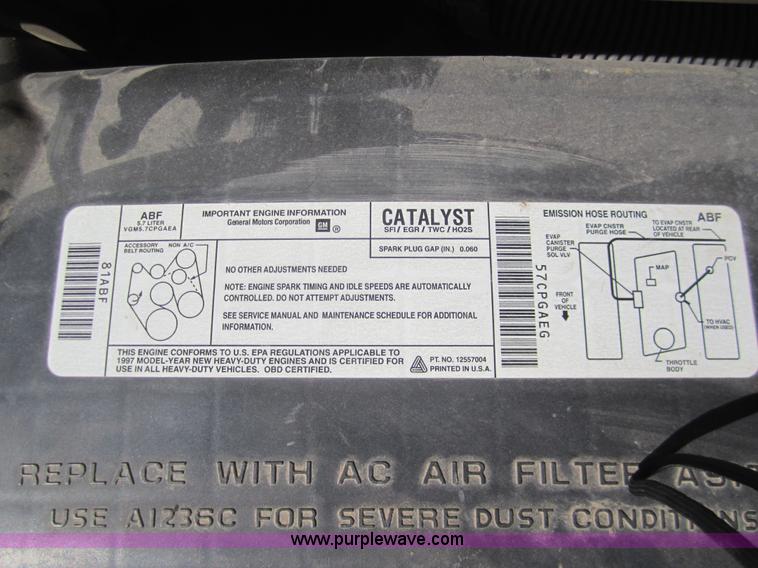 ABF
5.7 LITER
VGM5.7CPGAEA
IMPORTANT ENGINE INFORMATION
General Motors Corporation GM ®
CATALYST
SFI / EGR / TWC / HO2S
SPARK PLUG GAP (IN.) 0.060
ACCESSORY
BELT ROUTING
NON A/C
81ABF
NO OTHER ADJUSTMENTS NEEDED
NOTE: ENGINE SPARK TIMING AND IDLE SPEEDS ARE AUTOMATICALLY
CONTROLLED. DO NOT ATTEMPT ADJUSTMENTS.
SEE SERVICE MANUAL AND MAINTENANCE SCHEDULE FOR ADDITIONAL
INFORMATION.
THIS ENGINE CONFORMS TO U.S. EPA REGULATIONS APPLICABLE TO
1997 MODEL-YEAR NEW HEAVY-DUTY ENGINES AND IS CERTIFIED FOR
USE IN ALL HEAVY-DUTY VEHICLES. OBD CERTIFIED.
PT. NO. 12557004
PRINTED IN U.S.A.
57CPGAEG
EMISSION HOSE ROUTING
ABF
EVAP CNSTR
PURGE HOSE
TO EVAP CNSTR
LOCATED AT REAR
OF VEHICLE
EVAP
CANISTER
PURGE
SOL VLV
PCV
MAP
FRONT
OF
VEHICLE
TO HVAC
(WHEN USED)
THROTTLE
BODY
REPLACE WITH AC AIR FILTER
USE A1236C FOR SEVERE DUST CONDITIONS
www.purplewave.com